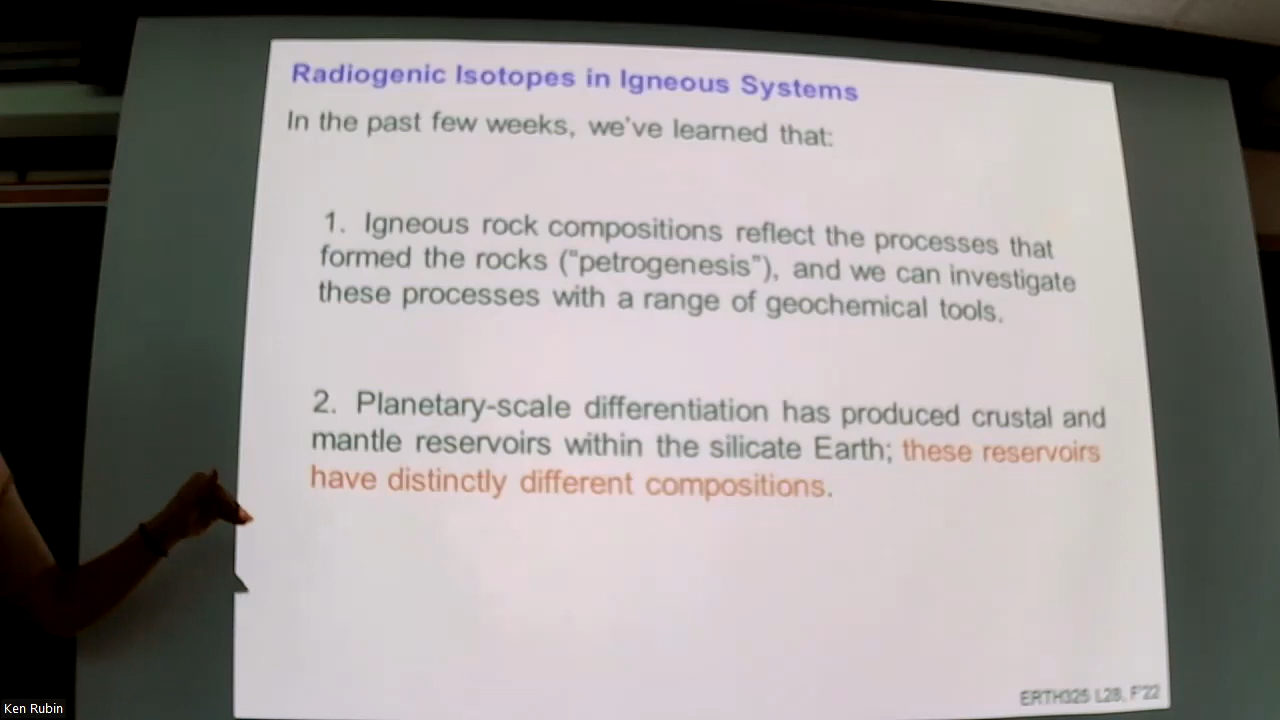 Radiogenic Isotopes in Igneous Systems
In the past few weeks, we've learned that:
1. Igneous rock compositions reflect the processes that
formed the rocks ("petrogenesis"), and we can investigate
these processes with a range of geochemical tools.
2. Planetary-scale differentiation has produced crustal and
mantle reservoirs within the silicate Earth; these reservoirs
have distinctly different compositions.
ERTH325 L28, F'22
Ken Rubin